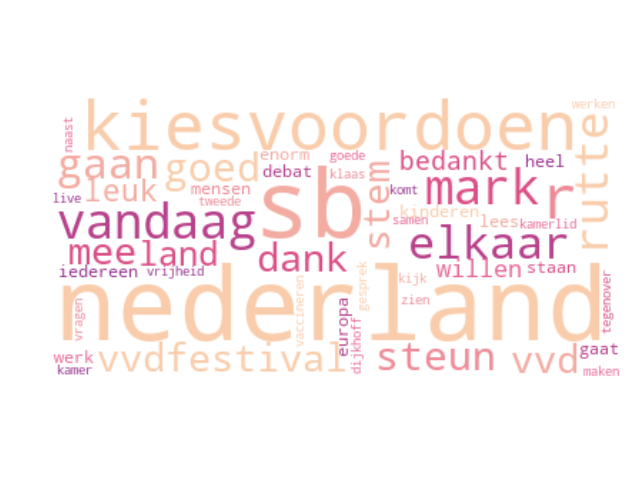 kiesvoordoen
werken
naast
rutte
gaan
goed
enorm
goede
bedankt
heel
debat
klaas
stem
mark
r
live
leuk
mensen
tweede
sb
komt
kinderen
samen
lees
kamerlid
vandaag
elkaar
mee
land
dank
willen
staan
iedereen
vrijheid
nederland
gesprek
kijk
zien
tegenover
vragen
vaccineren
europa
dijkhoff
werk
kamer
vvdfestival
steun
vvd
gaat
maken